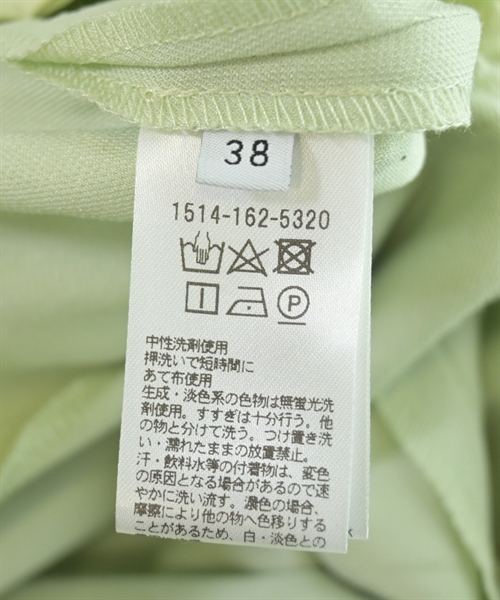 38
1514-162-5320
P
中性洗剤使用
押洗いで短時間に
あて布使用
生成・淡色系の色物は無蛍光洗
剤使用。すすぎは十分行う。他
の物と分けて洗う。つけ置き洗
い・濡れたままの放置禁止。
汗・飲料水等の付着物は、変色
の原因となる場合があるので速
やかに洗い流す。濃色の場合、
摩擦により他の物へ色移りする
ことがあるため、白・淡色との